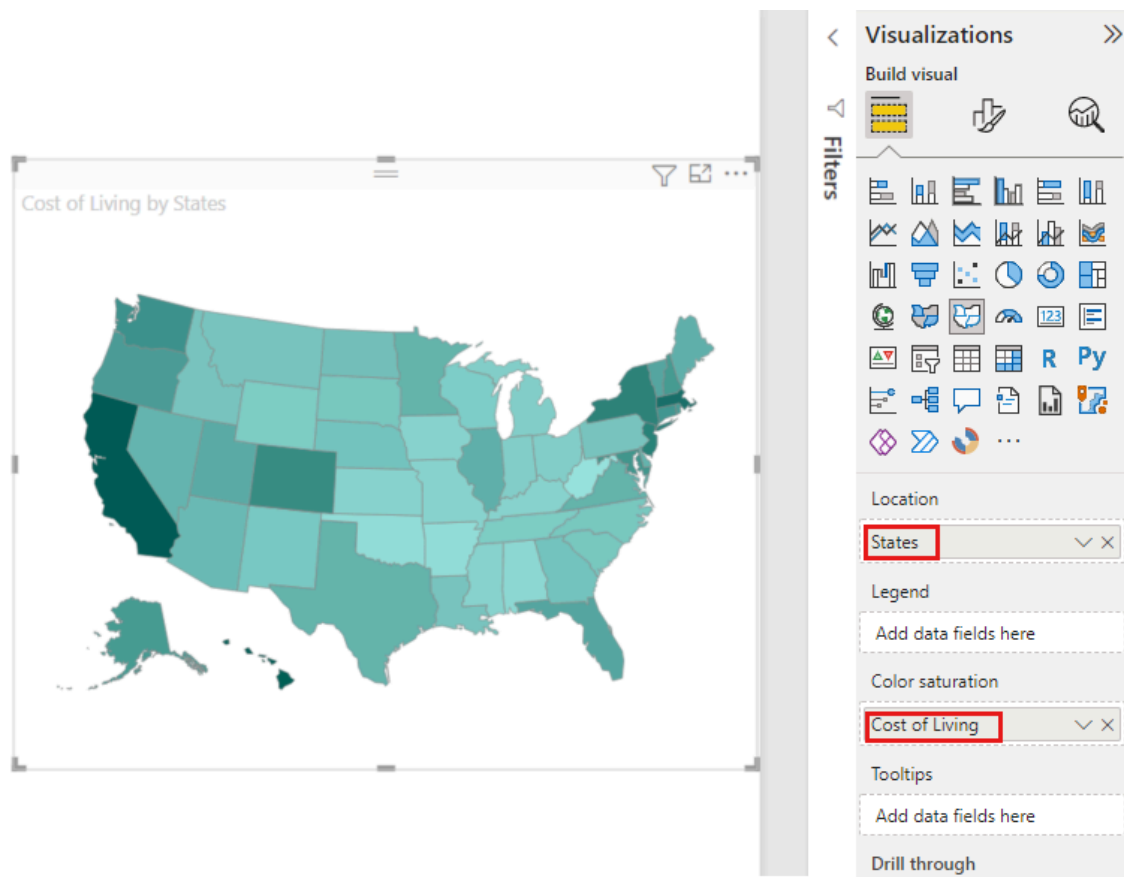 Visualizations
Build visual
Filters
Cost of Living by States
123
R
Py
Location
States
Legend
Add data fields here
Color saturation
Cost of Living
Tooltips
Add data fields here
Drill through